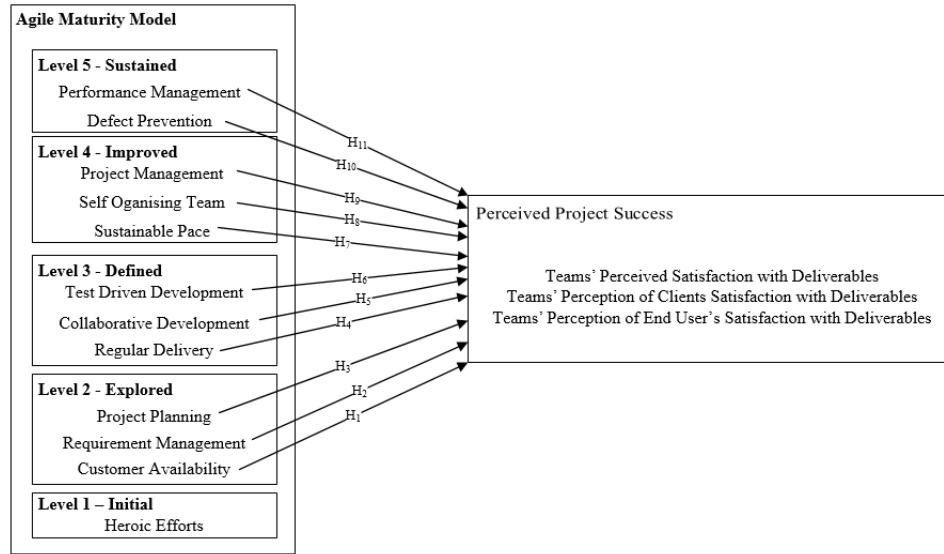 Agile Maturity Model
Level 5 - Sustained
Performance Management
Defect Prevention
Level 4 - Improved
Project Management
Self Oganising Team
Sustainable Pace
Level 3 - Defined
Test Driven Development
Collaborative Development
Regular Delivery
Level 2 - Explored
Project Planning
Requirement Management
Customer Availability
Level 1 – Initial
Heroic Efforts
H11
H10
H9
H8
H7
H6
H5
H4
H3
H2
H1
Perceived Project Success
Teams’ Perceived Satisfaction with Deliverables
Teams’ Perception of Clients Satisfaction with Deliverables
Teams’ Perception of End User’s Satisfaction with Deliverables